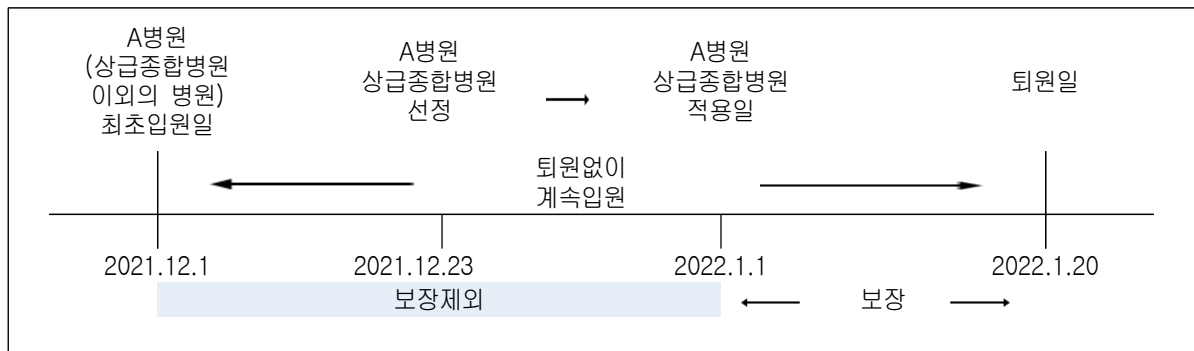 A병원
(상급종합병원
이외의 병원)
최초입원일
A병원
상급종합병원
선정
A병원
상급종합병원
적용일
퇴원일
퇴원없이
계속입원
2021.12.1
2021.12.23
2022.1.1
2022.1.20
보장제외
보장